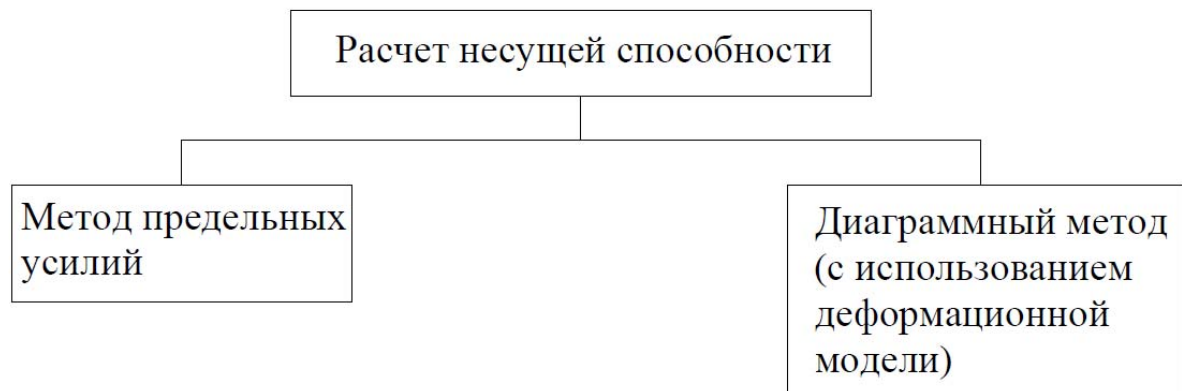 Расчет несущей способности
Метод предельных
усилий
Диаграммный метод
(с использованием
деформационной
модели)